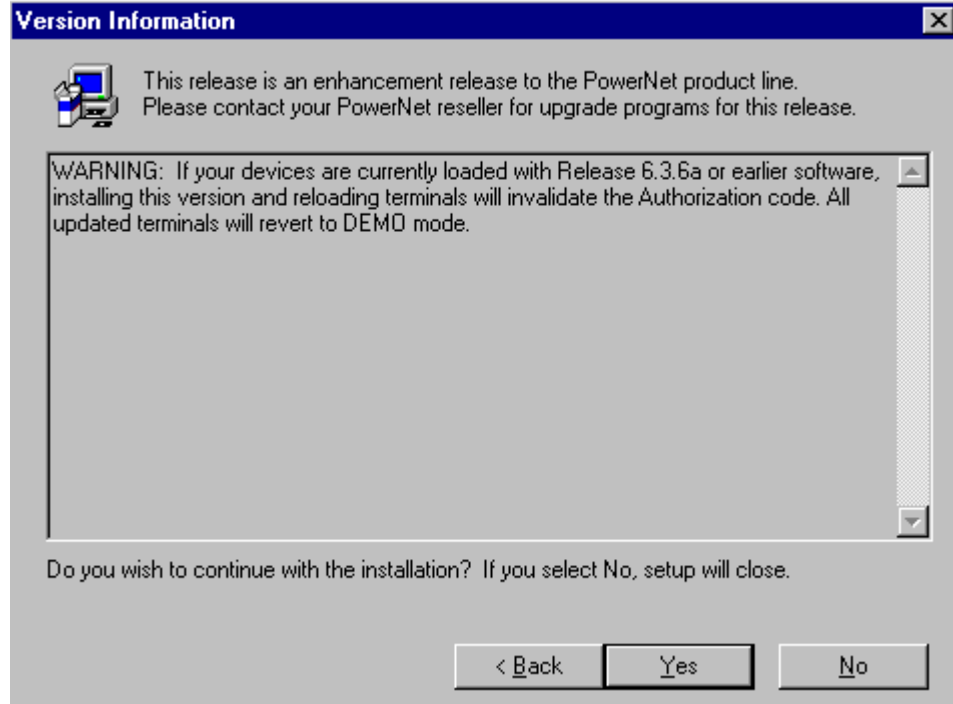 Version Information
This release is an enhancement release to the PowerNet product line.
Please contact your PowerNet reseller for upgrade programs for this release.
WARNING:  If your devices are currently loaded with Release 6.3.6a or earlier software,
installing this version and reloading terminals will invalidate the Authorization code. All
updated terminals will revert to DEMO mode.
Do you wish to continue with the installation?  If you select No, setup will close.
< Back
Yes
No